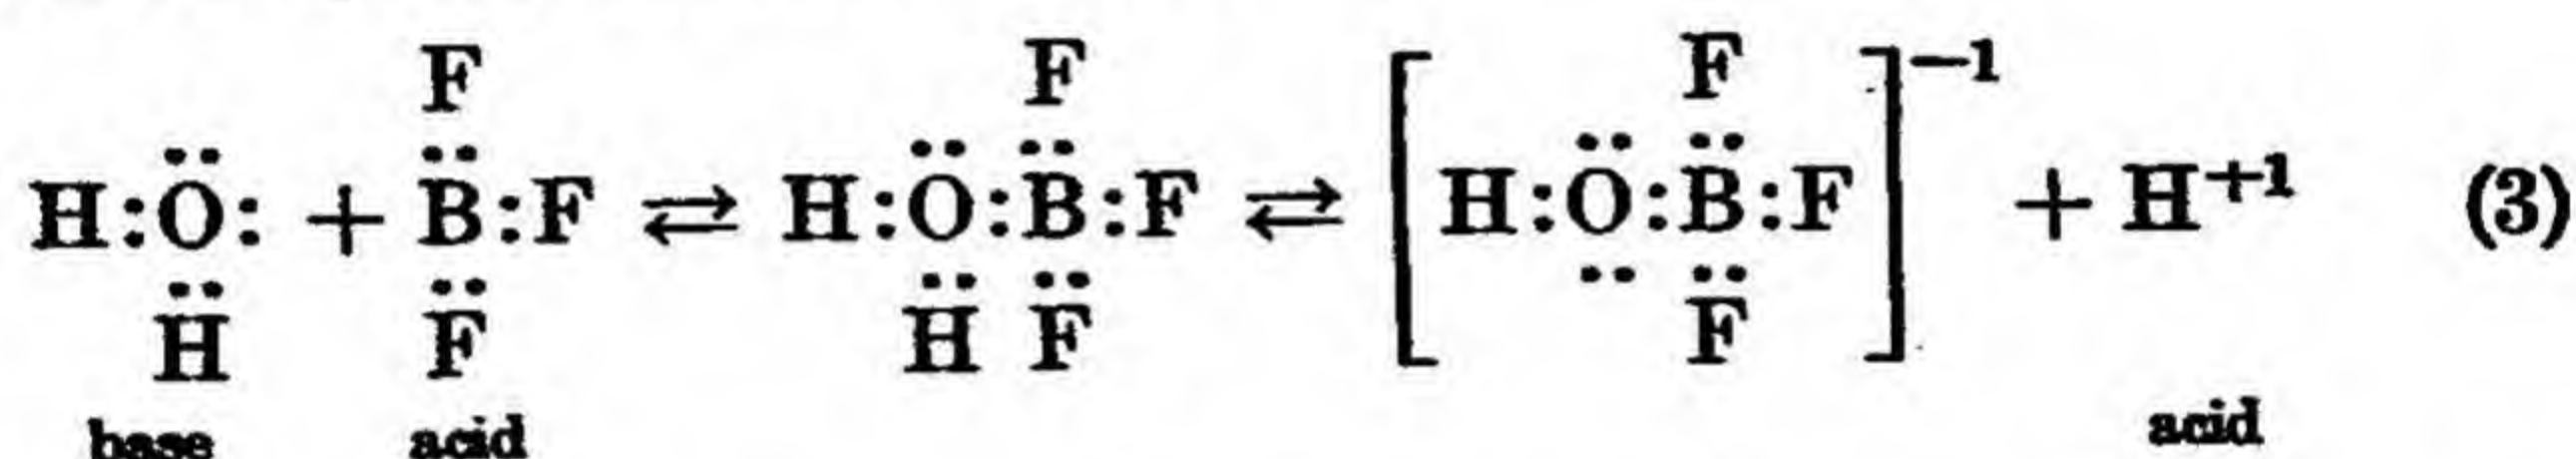 F F F
H:Ö: + B̈:F ⇌ H:Ö:B̈:F ⇌ [H:Ö:B̈:F]⁻¹ + H⁺¹ (3)
Ḧ F̈ Ḧ F̈ ¨ F̈
base acid acid